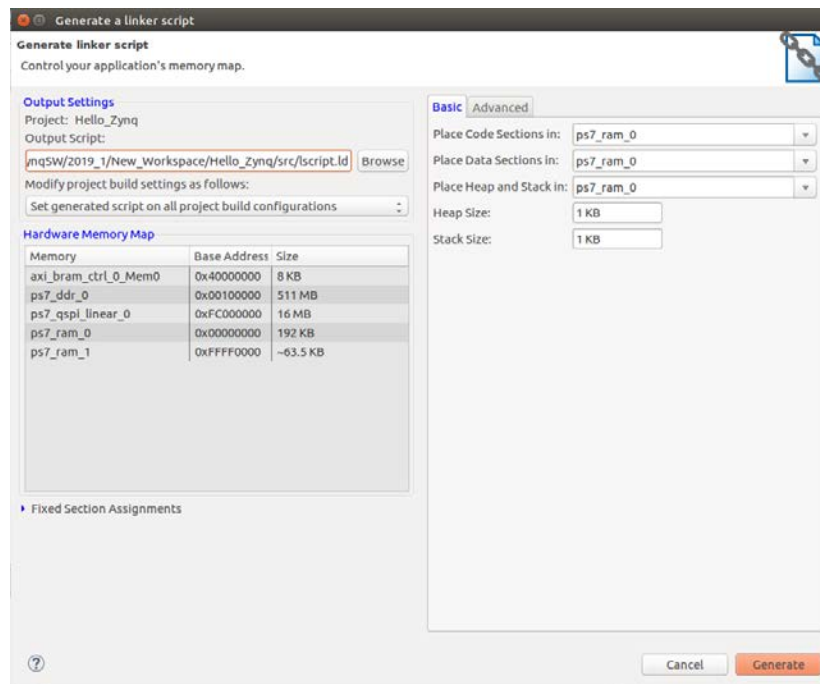 Generate a linker script
Generate linker script
Control your application's memory map.
Output Settings
Project: Hello_Zynq
Output Script:
/nqSW/2019_1/New_Workspace/Hello_Zynq/src/lscript.ld Browse
Modify project build settings as follows:
Set generated script on all project build configurations
Hardware Memory Map
Memory Base Address Size
axi_bram_ctrl_0_Mem0 0x40000000 8 KB
ps7_ddr_0 0x00100000 511 MB
ps7_qspi_linear_0 0xFC000000 16 MB
ps7_ram_0 0x00000000 192 KB
ps7_ram_1 0xFFFF0000 ~63.5 KB
Fixed Section Assignments
Basic Advanced
Place Code Sections in: ps7_ram_0
Place Data Sections in: ps7_ram_0
Place Heap and Stack in: ps7_ram_0
Heap Size: 1 KB
Stack Size: 1 KB
? Cancel Generate